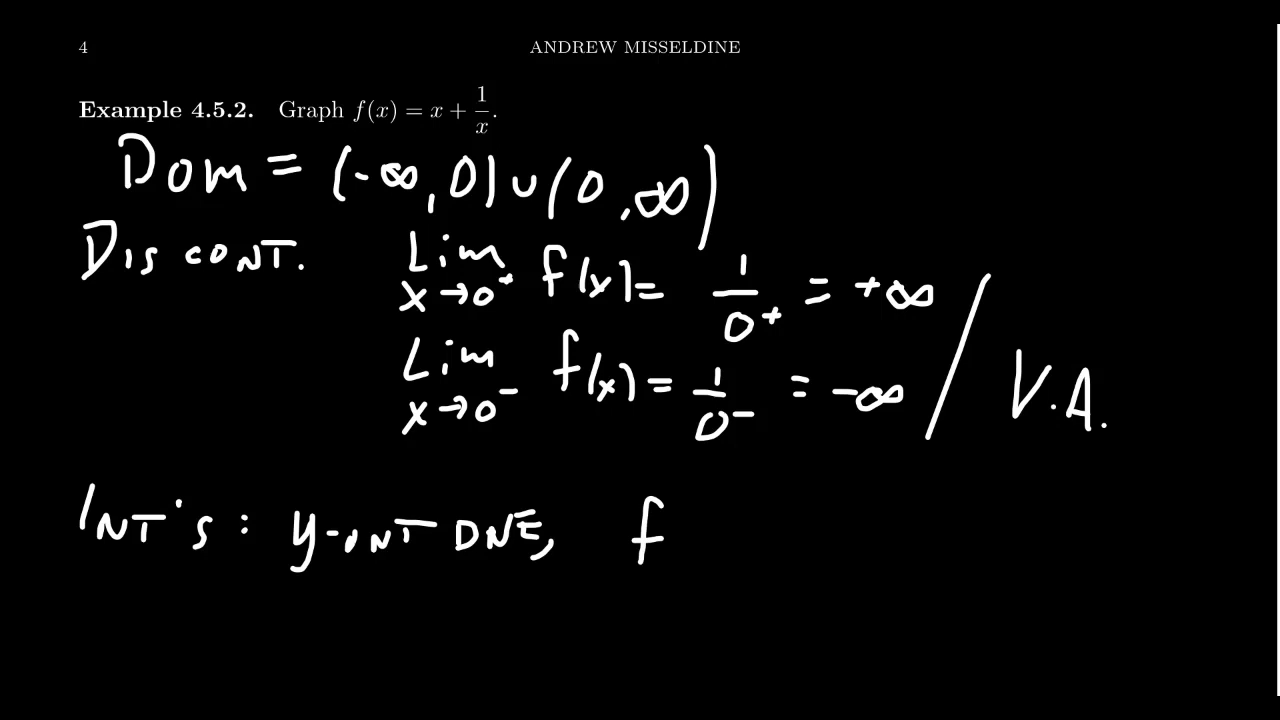 4 ANDREW MISSELDINE
Example 4.5.2. Graph f(x) = x + 1/x.
Dom = (-∞, 0) ∪ (0, ∞)
Dis cont. Lim x→0⁺ f(x) = 1/0⁺ = +∞
Lim x→0⁻ f(x) = 1/0⁻ = -∞ / V.A.
Int's: y-int DNE, f